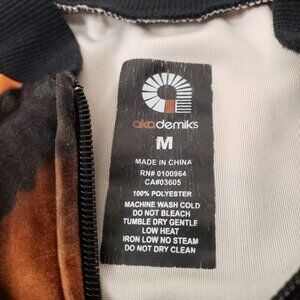 akademiks
M
MADE IN CHINA
RN# 0100964
CA#03605
100% POLYESTER
MACHINE WASH COLD
DO NOT BLEACH
TUMBLE DRY GENTLE
LOW HEAT
IRON LOW NO STEAM
DO NOT DRY CLEAN